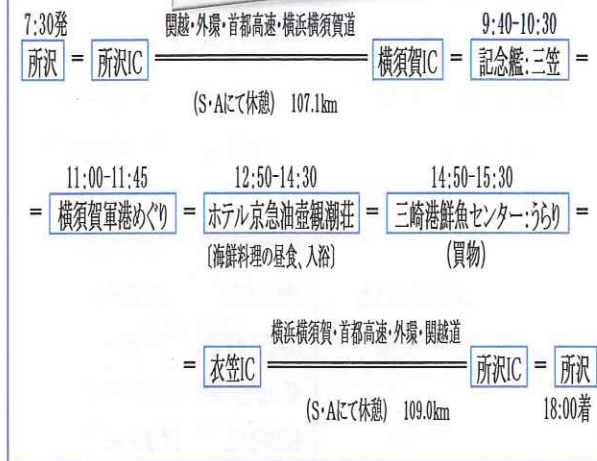 7:30発 関越・外環・首都高速・横浜横須賀道 9:40-10:30
所沢 = 所沢IC 横須賀IC = 記念艦:三笠 =
(S・Aにて休憩) 107.1km
11:00-11:45 12:50-14:30 14:50-15:30
= 横須賀軍港めぐり = ホテル京急油壺観潮荘 = 三崎港鮮魚センター:うらり =
〔海鮮料理の昼食、入浴〕 (買物)
横浜横須賀・首都高速・外環・関越道
= 衣笠IC 所沢IC = 所沢
(S・Aにて休憩) 109.0km 18:00着